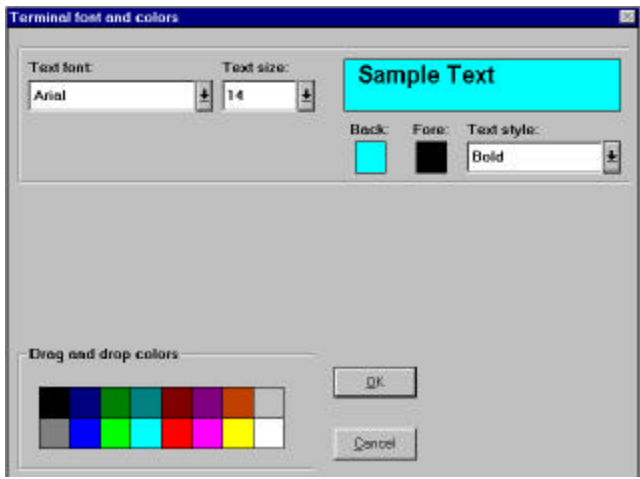 Terminal font and colors
Text font: Text size:
Arial 14
Sample Text
Back: Fore: Text style:
Bold
Drag and drop colors
OK
Cancel